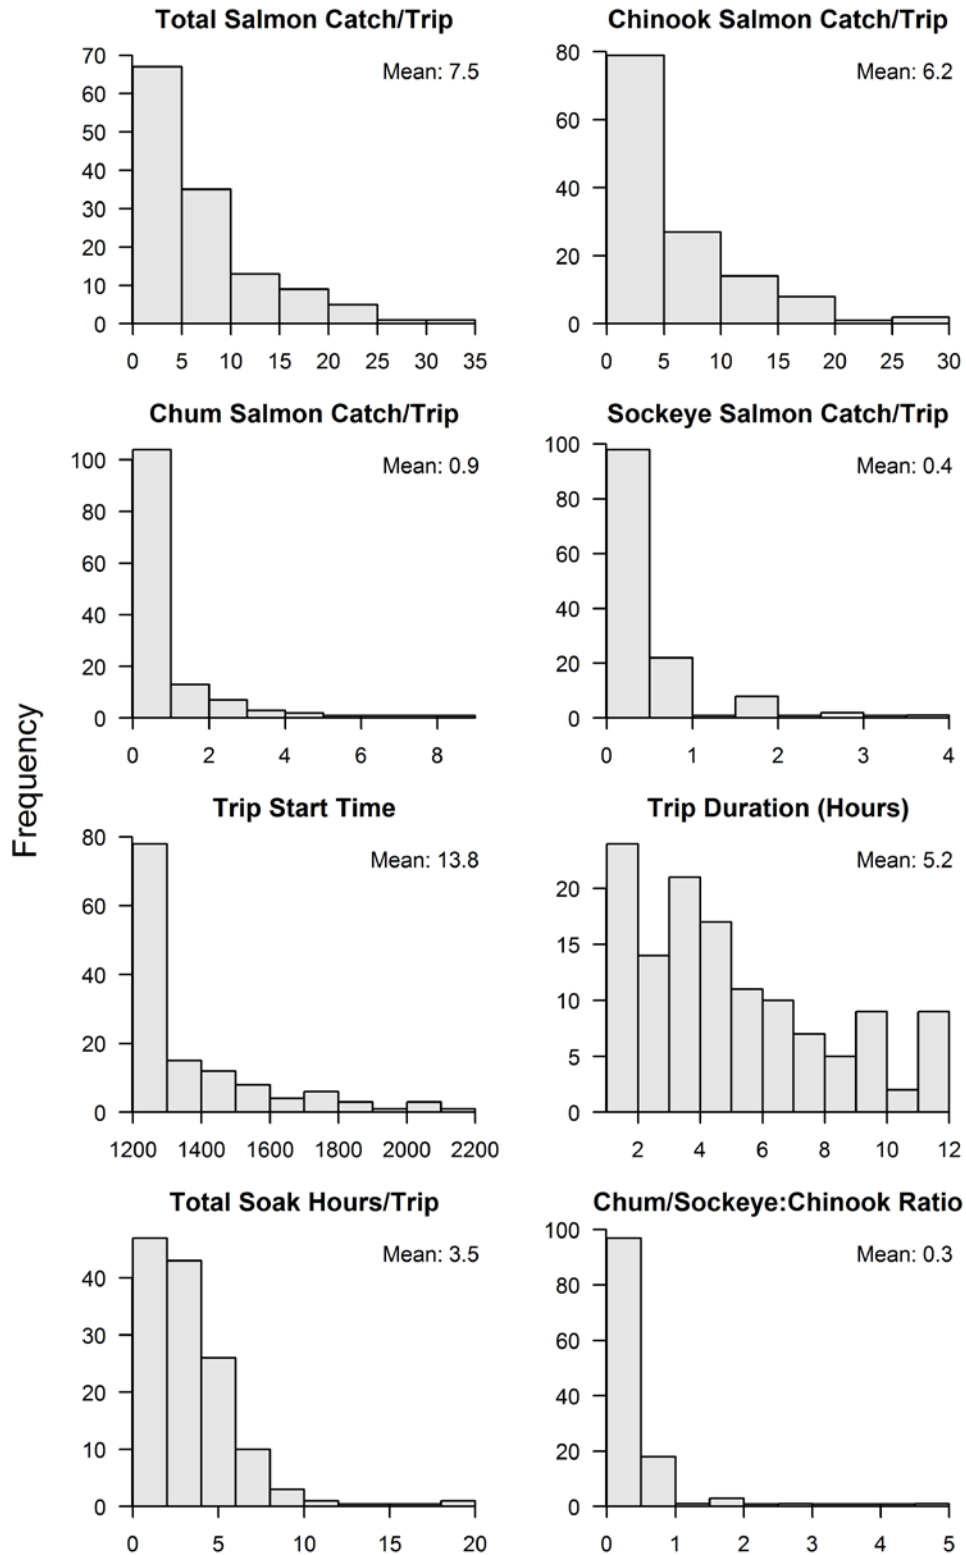 Total Salmon Catch/Trip
Mean: 7.5
70
60
50
40
30
20
10
0
0 5 10 15 20 25 30 35
Chinook Salmon Catch/Trip
Mean: 6.2
80
60
40
20
0
0 5 10 15 20 25 30
Chum Salmon Catch/Trip
Mean: 0.9
100
80
60
40
20
0
0 2 4 6 8
Sockeye Salmon Catch/Trip
Mean: 0.4
100
80
60
40
20
0
0 1 2 3 4
Frequency
Trip Start Time
Mean: 13.8
80
60
40
20
0
1200 1400 1600 1800 2000 2200
Trip Duration (Hours)
Mean: 5.2
20
15
10
5
0
2 4 6 8 10 12
Total Soak Hours/Trip
Mean: 3.5
40
30
20
10
0
0 5 10 15 20
Chum/Sockeye:Chinook Ratio
Mean: 0.3
100
80
60
40
20
0
0 1 2 3 4 5